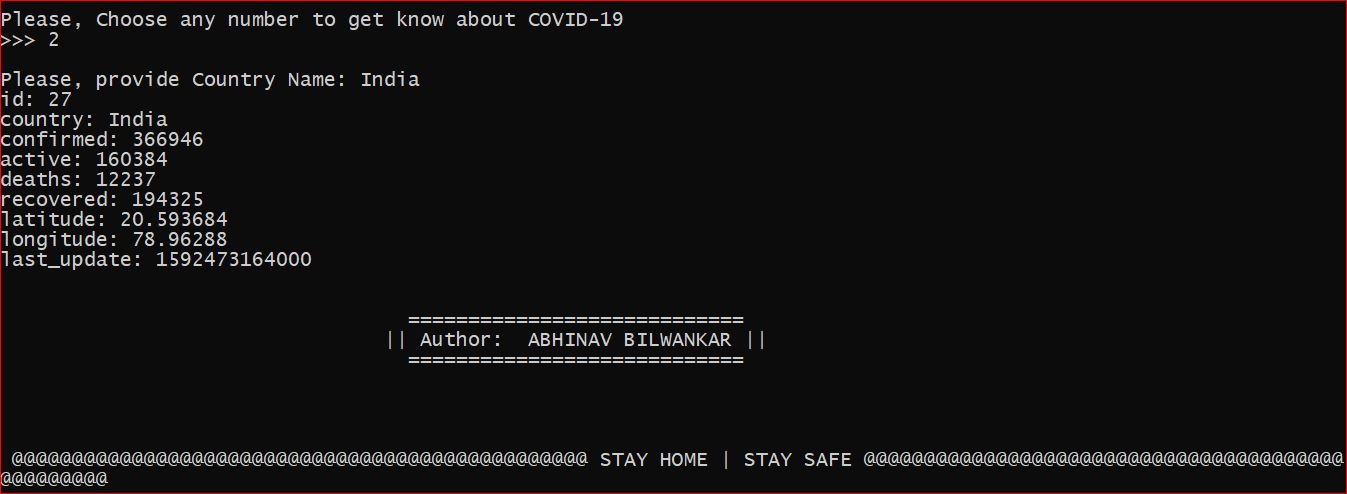 Please, Choose any number to get know about COVID-19
>>> 2
Please, provide Country Name: India
id: 27
country: India
confirmed: 366946
active: 160384
deaths: 12237
recovered: 194325
latitude: 20.593684
longitude: 78.96288
last_update: 1592473164000
============================
|| Author:  ABHINAV BILWANKAR ||
============================
@@@@@@@@@@@@@@@@@@@@@@@@@@@@@@@@@@@@@@@@@@@@@@@@ STAY HOME | STAY SAFE @@@@@@@@@@@@@@@@@@@@@@@@@@@@@@@@@@@@@@@@
@@@@@@@@@